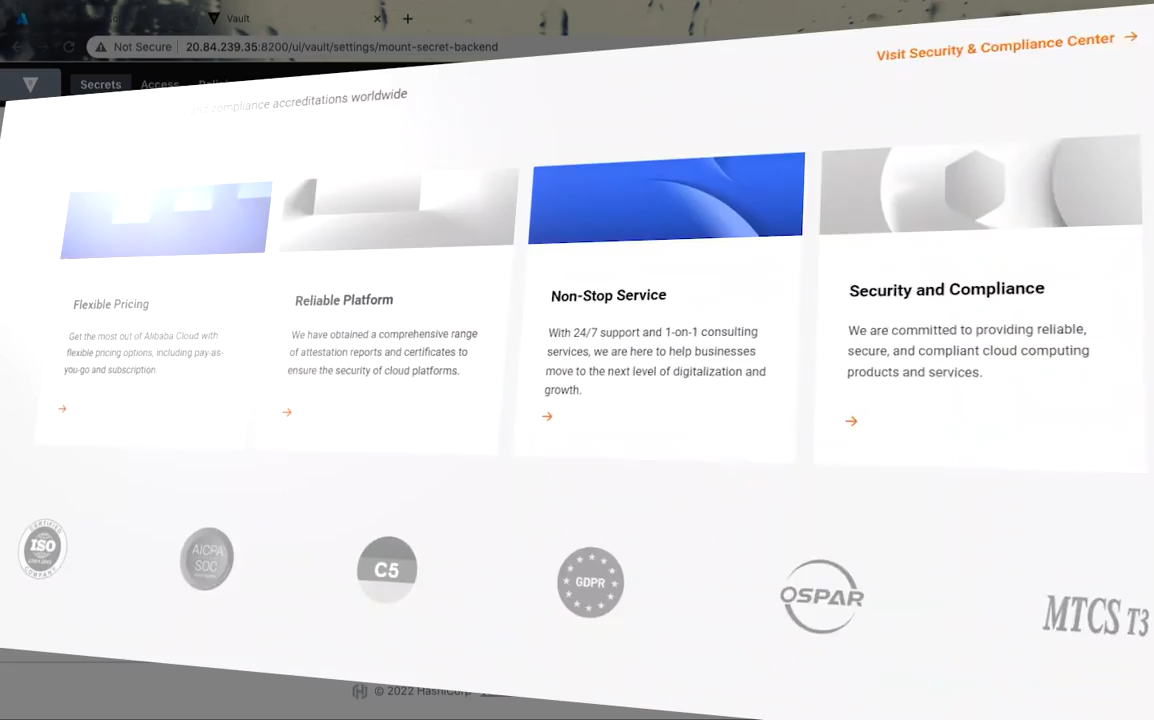 Vault
Not Secure
20.84.239.35:8200/ui/vault/settings/mount-secret-backend
Visit Security & Compliance Center →
Secrets Access
compliance accreditations worldwide
Flexible Pricing
Get the most out of Alibaba Cloud with
flexible pricing options, including pay-as-
you-go and subscription.
Reliable Platform
We have obtained a comprehensive range
of attestation reports and certificates to
ensure the security of cloud platforms.
Non-Stop Service
With 24/7 support and 1-on-1 consulting
services, we are here to help businesses
move to the next level of digitalization and
growth.
Security and Compliance
We are committed to providing reliable,
secure, and compliant cloud computing
products and services.
CERTIFIED
ISO
COMPANY
AICPA
SOC
C5
GDPR
OSPAR
MTCS T3
© 2022 HashiCorp